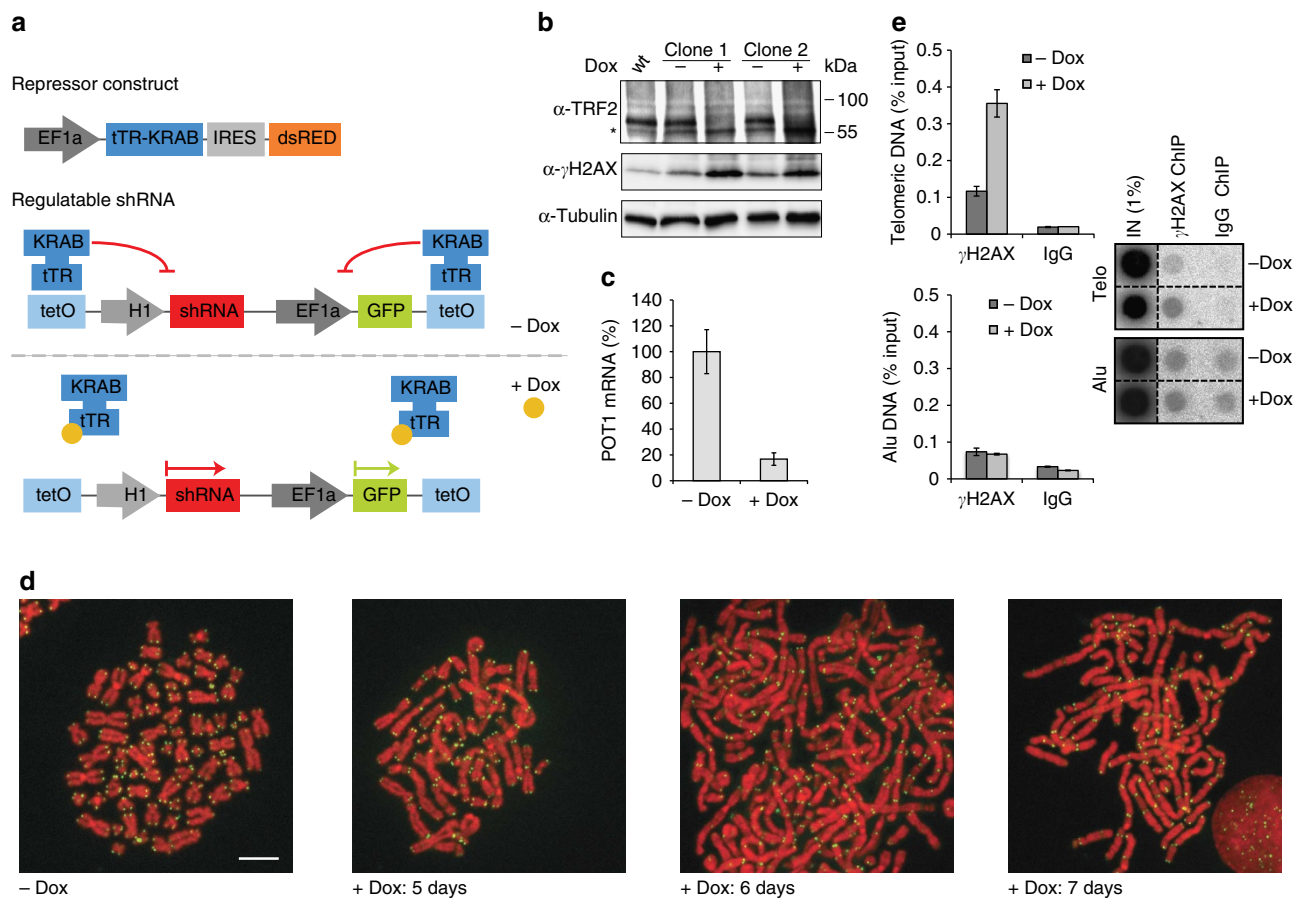 a
Repressor construct
EF1a
tTR-KRAB
IRES
dsRED
Regulatable shRNA
KRAB
tTR
KRAB
tTR
tetO
H1
shRNA
EF1a
GFP
tetO
– Dox
+ Dox
KRAB
tTR
KRAB
tTR
tetO
H1
shRNA
EF1a
GFP
tetO
b
Clone 1
Clone 2
Dox
wt
–
+
–
+
kDa
α-TRF2
*
– 100
– 55
α-γH2AX
α-Tubulin
c
POT1 mRNA (%)
140
120
100
80
60
40
20
0
– Dox
+ Dox
e
Telomeric DNA (% input)
0.5
0.4
0.3
0.2
0.1
0
– Dox
+ Dox
γH2AX
IgG
Alu DNA (% input)
0.5
0.4
0.3
0.2
0.1
0
– Dox
+ Dox
γH2AX
IgG
IN (1%)
γH2AX ChIP
IgG ChIP
Telo
–Dox
+Dox
Alu
–Dox
+Dox
d
– Dox
+ Dox: 5 days
+ Dox: 6 days
+ Dox: 7 days